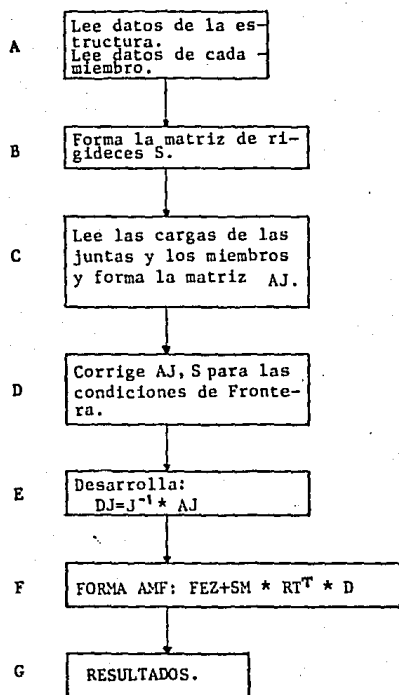 A
Lee datos de la es-
tructura.
Lee datos de cada -
miembro.
B
Forma la matriz de ri-
gideces S.
C
Lee las cargas de las
juntas y los miembros
y forma la matriz AJ.
D
Corrige AJ, S para las
condiciones de Fronte-
ra.
E
Desarrolla:
DJ=J⁻¹* AJ
F
FORMA AMF: FEZ+SM * RTᵀ * D
G
RESULTADOS.